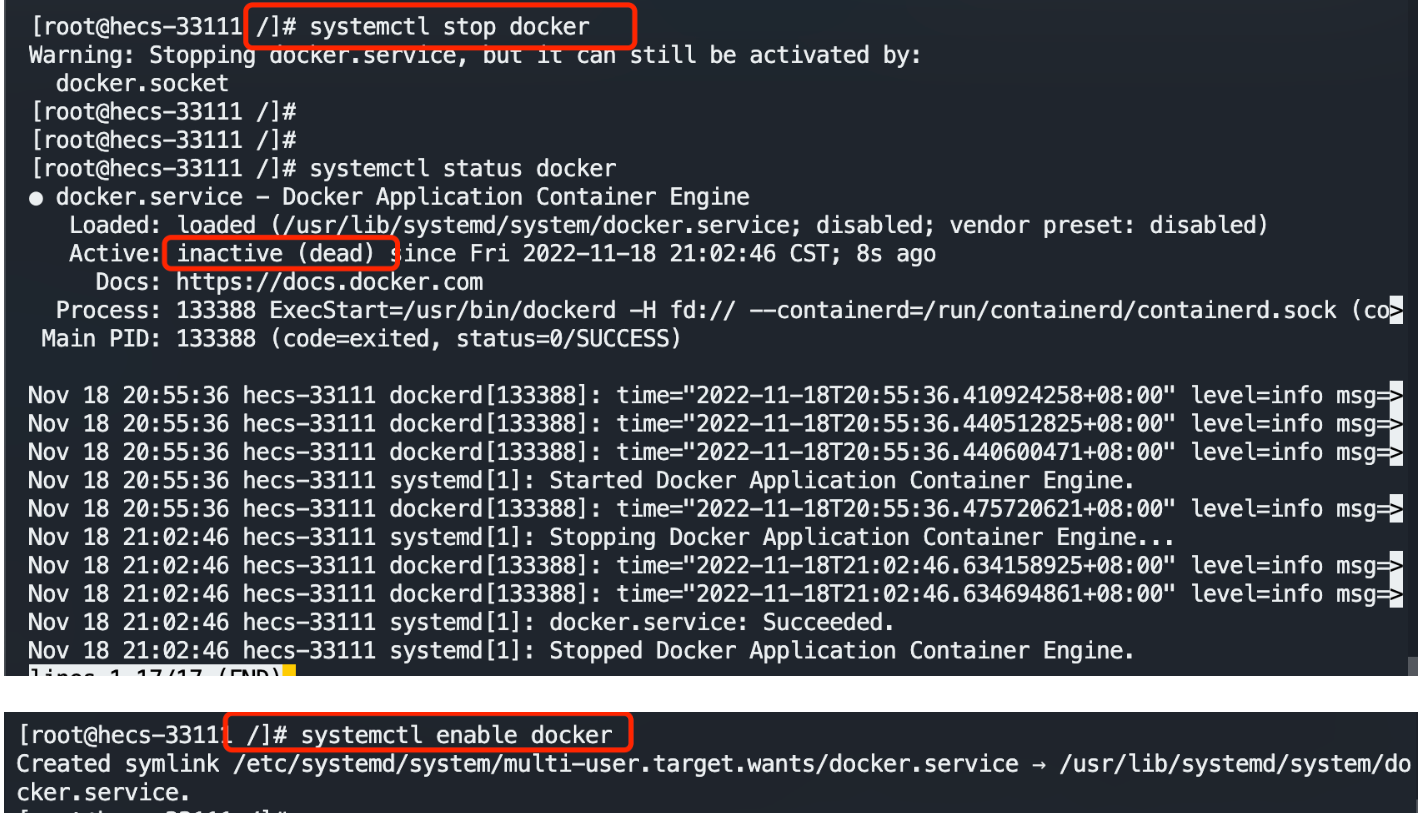 [root@hecs-33111 /]# systemctl stop docker
Warning: Stopping docker.service, but it can still be activated by:
  docker.socket
[root@hecs-33111 /]#
[root@hecs-33111 /]#
[root@hecs-33111 /]# systemctl status docker
● docker.service – Docker Application Container Engine
   Loaded: loaded (/usr/lib/systemd/system/docker.service; disabled; vendor preset: disabled)
   Active: inactive (dead) since Fri 2022-11-18 21:02:46 CST; 8s ago
     Docs: https://docs.docker.com
  Process: 133388 ExecStart=/usr/bin/dockerd -H fd:// --containerd=/run/containerd/containerd.sock (co>
 Main PID: 133388 (code=exited, status=0/SUCCESS)

Nov 18 20:55:36 hecs-33111 dockerd[133388]: time="2022-11-18T20:55:36.410924258+08:00" level=info msg=>
Nov 18 20:55:36 hecs-33111 dockerd[133388]: time="2022-11-18T20:55:36.440512825+08:00" level=info msg=>
Nov 18 20:55:36 hecs-33111 dockerd[133388]: time="2022-11-18T20:55:36.440600471+08:00" level=info msg=>
Nov 18 20:55:36 hecs-33111 systemd[1]: Started Docker Application Container Engine.
Nov 18 20:55:36 hecs-33111 dockerd[133388]: time="2022-11-18T20:55:36.475720621+08:00" level=info msg=>
Nov 18 21:02:46 hecs-33111 systemd[1]: Stopping Docker Application Container Engine...
Nov 18 21:02:46 hecs-33111 dockerd[133388]: time="2022-11-18T21:02:46.634158925+08:00" level=info msg=>
Nov 18 21:02:46 hecs-33111 dockerd[133388]: time="2022-11-18T21:02:46.634694861+08:00" level=info msg=>
Nov 18 21:02:46 hecs-33111 systemd[1]: docker.service: Succeeded.
Nov 18 21:02:46 hecs-33111 systemd[1]: Stopped Docker Application Container Engine.
lines 1-17/17 (END)
[root@hecs-33111 /]# systemctl enable docker
Created symlink /etc/systemd/system/multi-user.target.wants/docker.service → /usr/lib/systemd/system/do
cker.service.